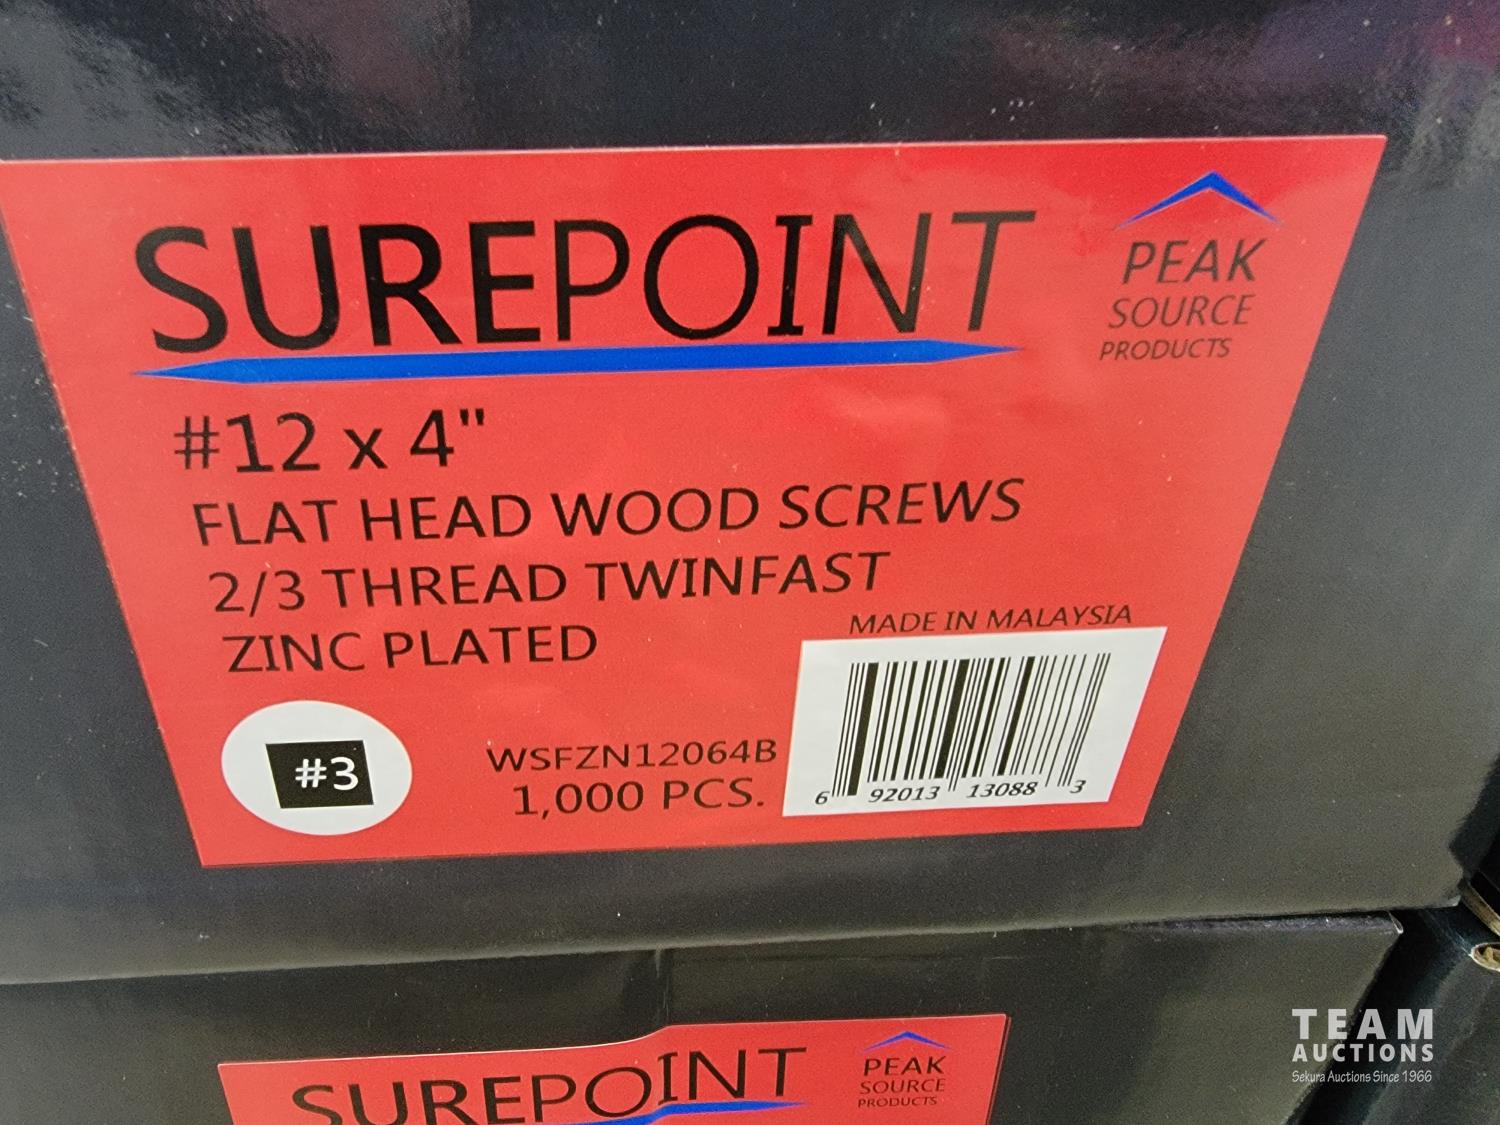 SUREPOINT
PEAK
SOURCE
PRODUCTS
#12 x 4"
FLAT HEAD WOOD SCREWS
2/3 THREAD TWINFAST
ZINC PLATED
MADE IN MALAYSIA
#3
WSFZN12064B
1,000 PCS.
6 92013 13088 3
SUREPOINT
PEAK
SOURCE
PRODUCTS
TEAM
AUCTIONS
Sekura Auctions Since 1966